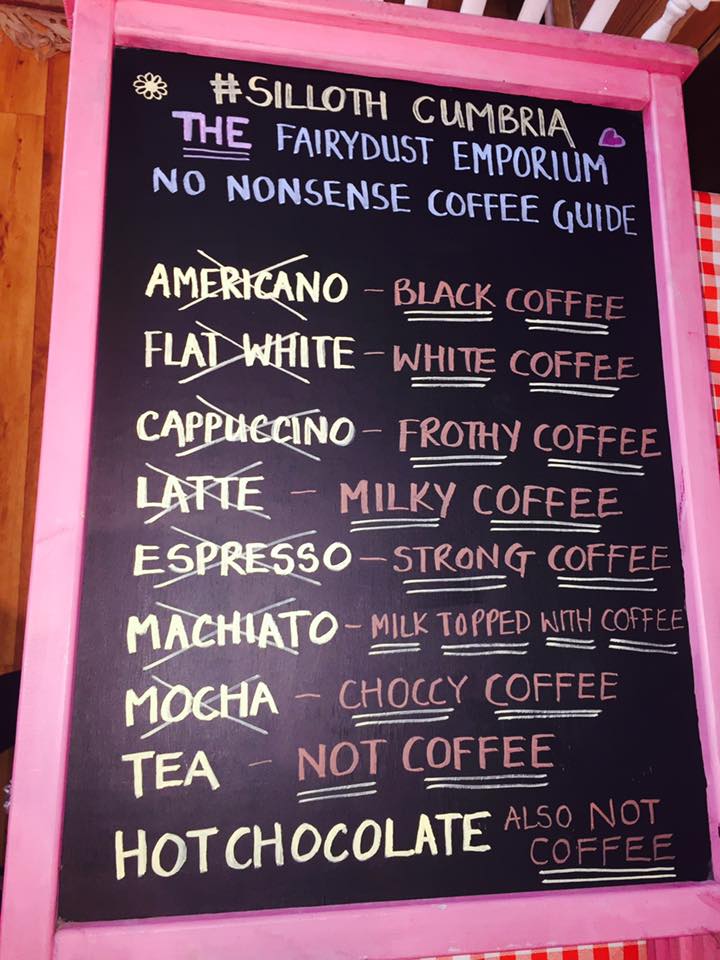 #SILLOTH CUMBRIA
THE FAIRYDUST EMPORIUM
NO NONSENSE COFFEE GUIDE
AMERICANO - BLACK COFFEE
FLAT WHITE - WHITE COFFEE
CAPPUCCINO - FROTHY COFFEE
LATTE - MILKY COFFEE
ESPRESSO - STRONG COFFEE
MACHIATO - MILK TOPPED WITH COFFEE
MOCHA - CHOCCY COFFEE
TEA - NOT COFFEE
HOT CHOCOLATE ALSO NOT
COFFEE